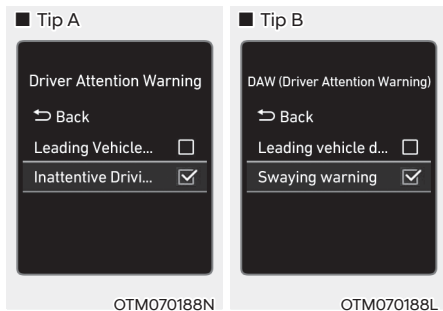 ■ Tip A
Driver Attention Warning
Back
Leading Vehicle...
Inattentive Drivi...
OTM070188N
■ Tip B
DAW (Driver Attention Warning)
Back
Leading vehicle d...
Swaying warning
OTM070188L